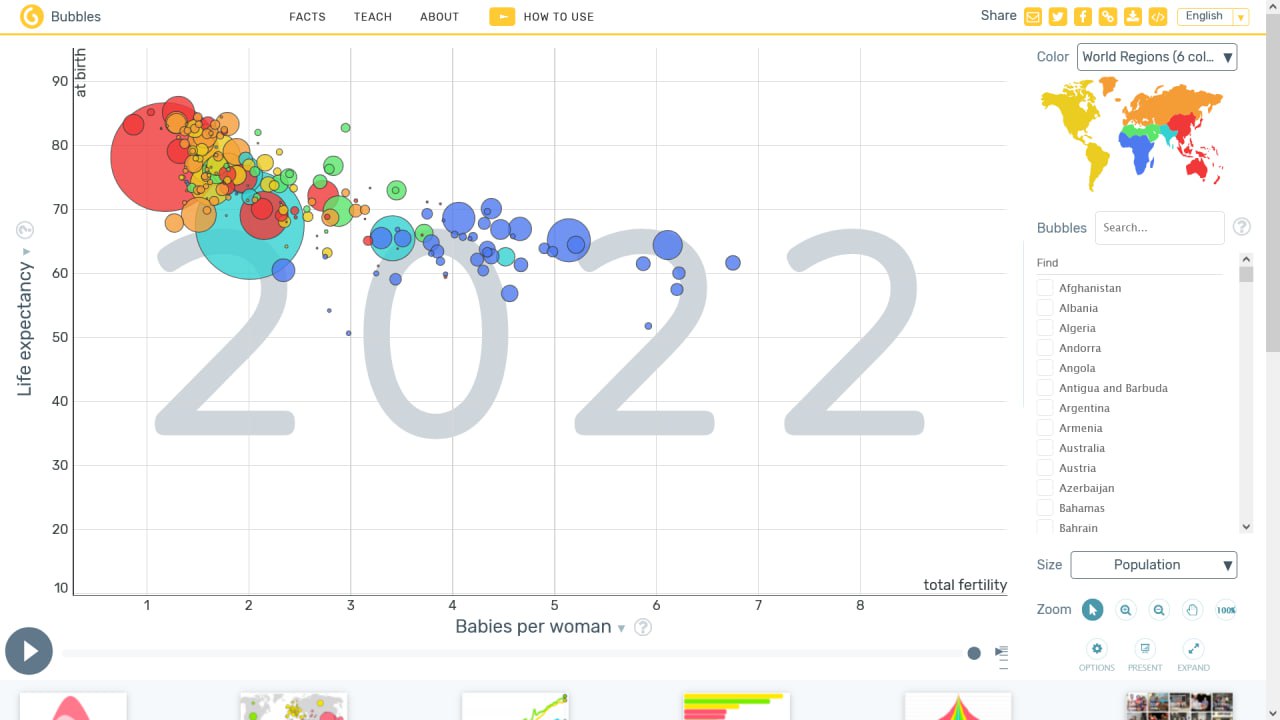 Bubbles
FACTS
TEACH
ABOUT
HOW TO USE
Share
English
at birth
Life expectancy
90
80
70
60
50
40
30
20
10
2022
total fertility
1 2 3 4 5 6 7 8
Babies per woman
Color
World Regions (6 col...
Bubbles
Search...
Find
Afghanistan
Albania
Algeria
Andorra
Angola
Antigua and Barbuda
Argentina
Armenia
Australia
Austria
Azerbaijan
Bahamas
Bahrain
Size
Population
Zoom
100%
OPTIONS
PRESENT
EXPAND